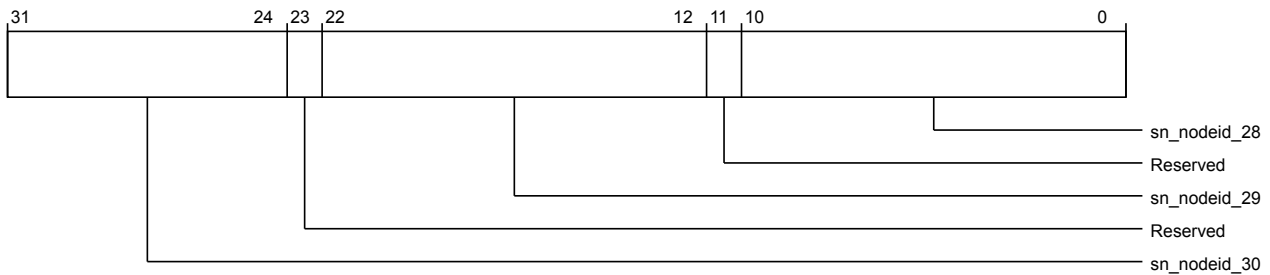 31 24 23 22 12 11 10 0
sn_nodeid_28
Reserved
sn_nodeid_29
Reserved
sn_nodeid_30